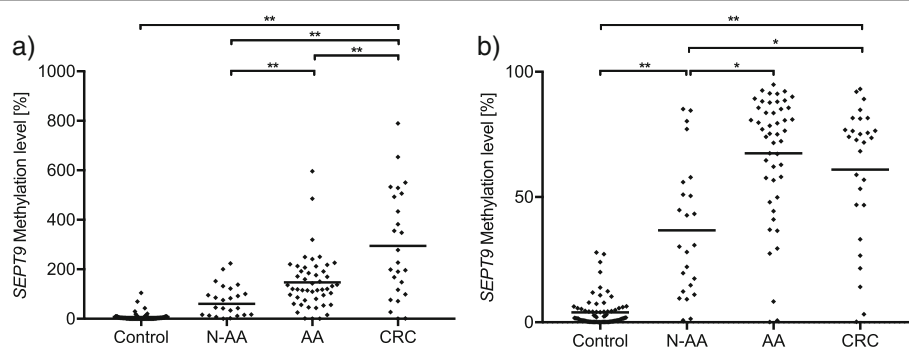 a)
** 
** 
** 
**
SEPT9 Methylation level [%]
1000
800
600
400
200
0
Control N-AA AA CRC
b)
**
*
** *
SEPT9 Methylation level [%]
100
50
0
Control N-AA AA CRC